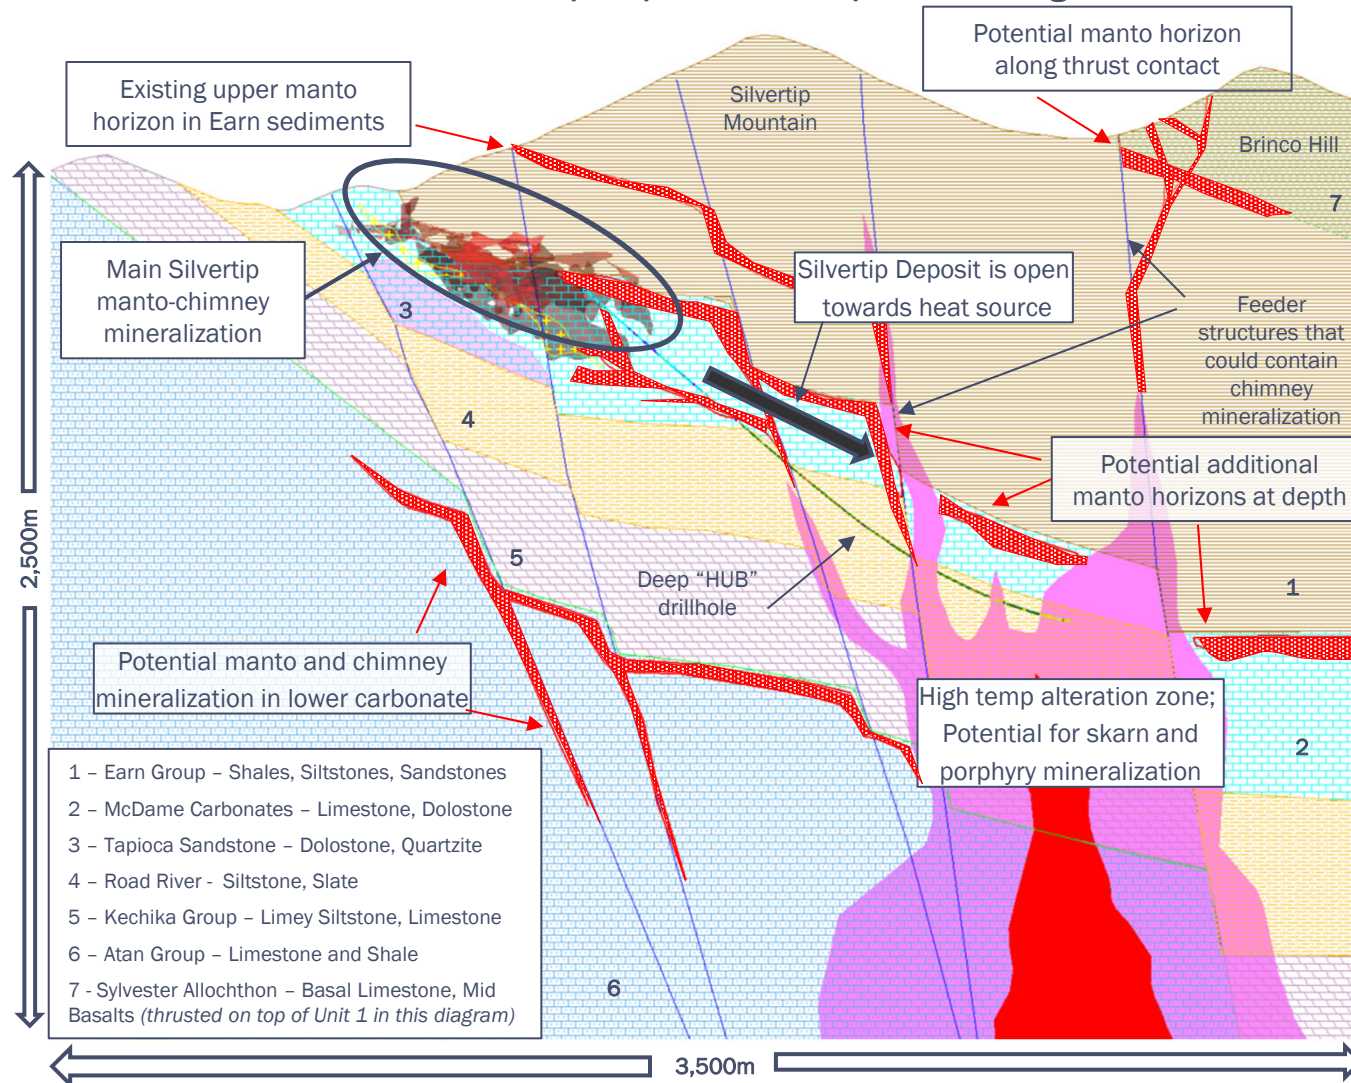 Potential manto horizon
along thrust contact
Existing upper manto
horizon in Earn sediments
Silvertip
Mountain
Brinco Hill
7
Main Silvertip
manto-chimney
mineralization
3
Silvertip Deposit is open
towards heat source
Feeder
structures that
could contain
chimney
mineralization
4
Potential additional
manto horizons at depth
2,500m
5
Deep “HUB”
drillhole
1
Potential manto and chimney
mineralization in lower carbonate
High temp alteration zone;
Potential for skarn and
porphyry mineralization
2
1 – Earn Group – Shales, Siltstones, Sandstones
2 – McDame Carbonates – Limestone, Dolostone
3 – Tapioca Sandstone – Dolostone, Quartzite
4 – Road River - Siltstone, Slate
5 – Kechika Group – Limey Siltstone, Limestone
6 – Atan Group – Limestone and Shale
7 - Sylvester Allochthon – Basal Limestone, Mid
Basalts (thrusted on top of Unit 1 in this diagram)
6
3,500m